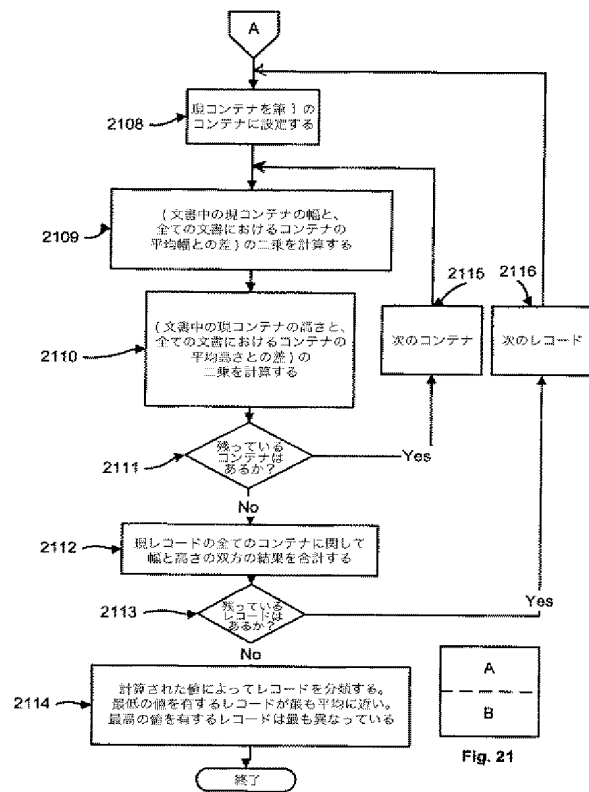 A
現コンテナを第1の
コンテナに設定する
2108
(文書中の現コンテナの幅と、
全ての文書におけるコンテナの
平均幅との差)の二乗を計算する
2109
2115
2116
(文書中の現コンテナの高さと、
全ての文書におけるコンテナの
平均高さとの差)の
二乗を計算する
2110
次のコンテナ
次のレコード
残っている
コンテナは
あるか?
2111
Yes
No
2112
現レコードの全てのコンテナに関して
幅と高さの双方の結果を合計する
残っている
レコードは
あるか?
2113
Yes
No
計算された値によってレコードを分類する。
最低の値を有するレコードが最も平均に近い。
最高の値を有するレコードは最も異なっている
2114
A
B
Fig. 21
終了